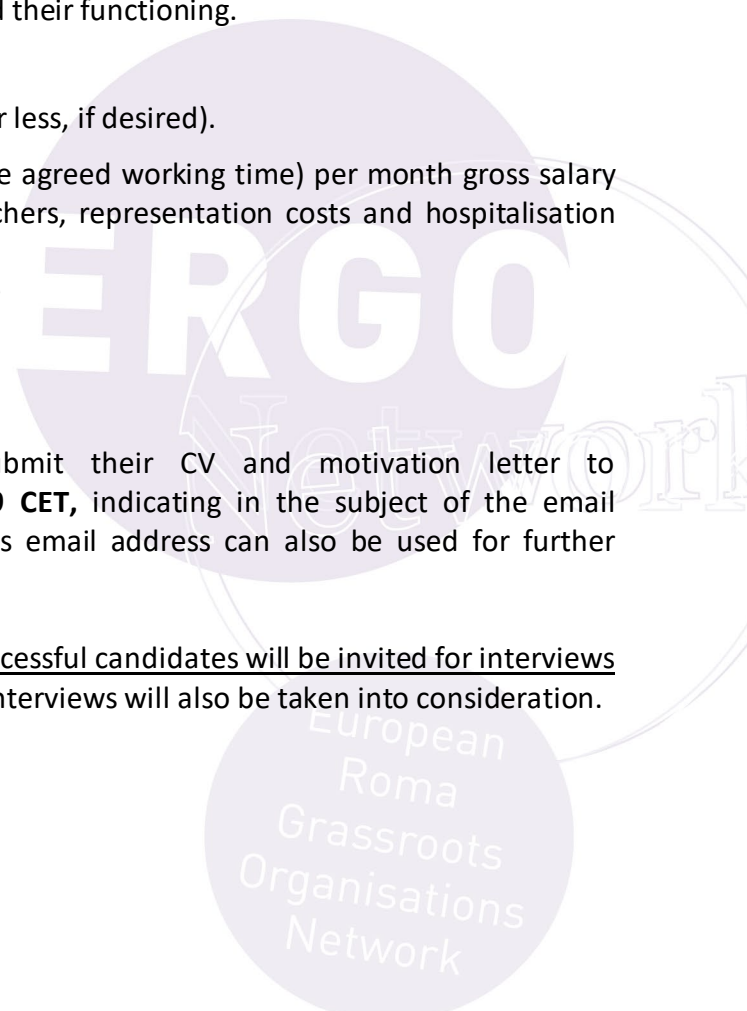 their functioning.
r less, if desired).
e agreed working time) per month gross salary
chers, representation costs and hospitalisation
ERGO
Network
ubmit their CV and motivation letter to
0 CET, indicating in the subject of the email
s email address can also be used for further
cessful candidates will be invited for interviews
nterviews will also be taken into consideration.
European
Roma
Grassroots
Organisations
Network